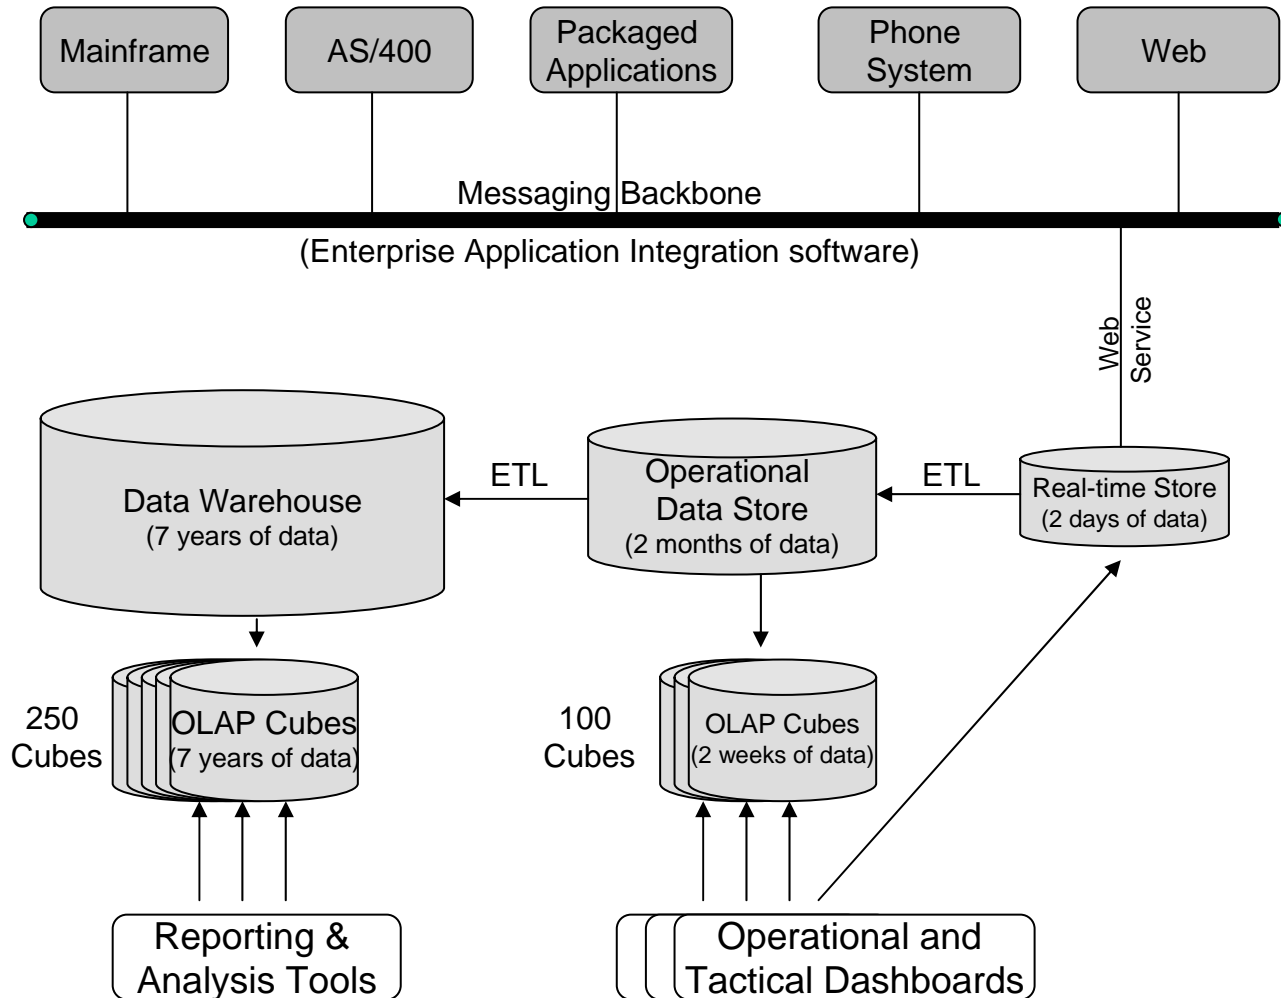 Mainframe
AS/400
Packaged
Applications
Phone
System
Web
Messaging Backbone
(Enterprise Application Integration software)
Web
Service
Data Warehouse
(7 years of data)
ETL
Operational
Data Store
(2 months of data)
ETL
Real-time Store
(2 days of data)
250
Cubes
OLAP Cubes
(7 years of data)
100
Cubes
OLAP Cubes
(2 weeks of data)
Reporting &
Analysis Tools
Operational and
Tactical Dashboards